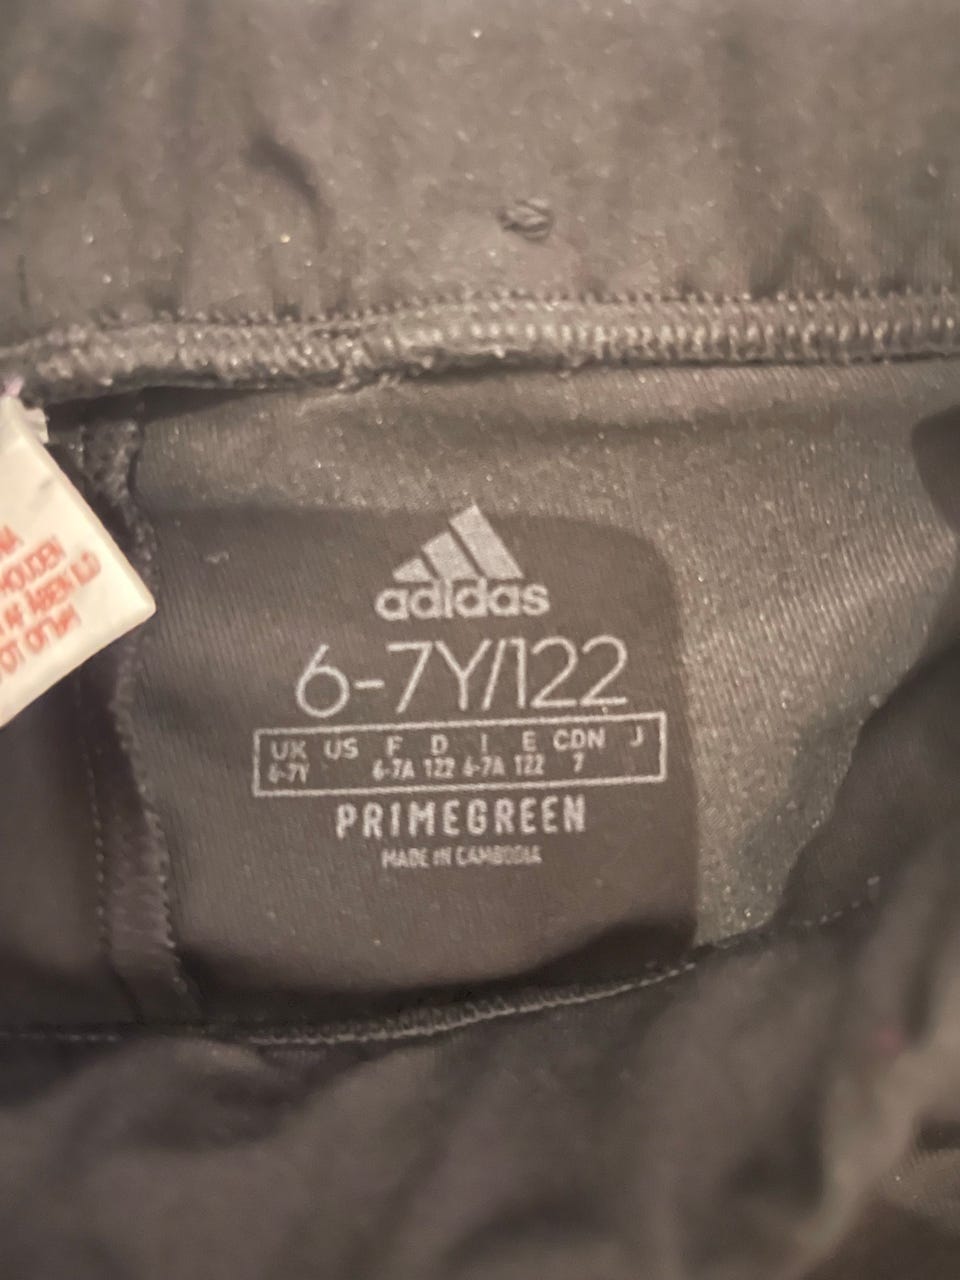 adidas
6-7Y/122
UK US F D I E CDN J
6-7Y 6-7A 122 6-7A 122 7
PRIMEGREEN
MADE IN CAMBODIA
HOUDEN